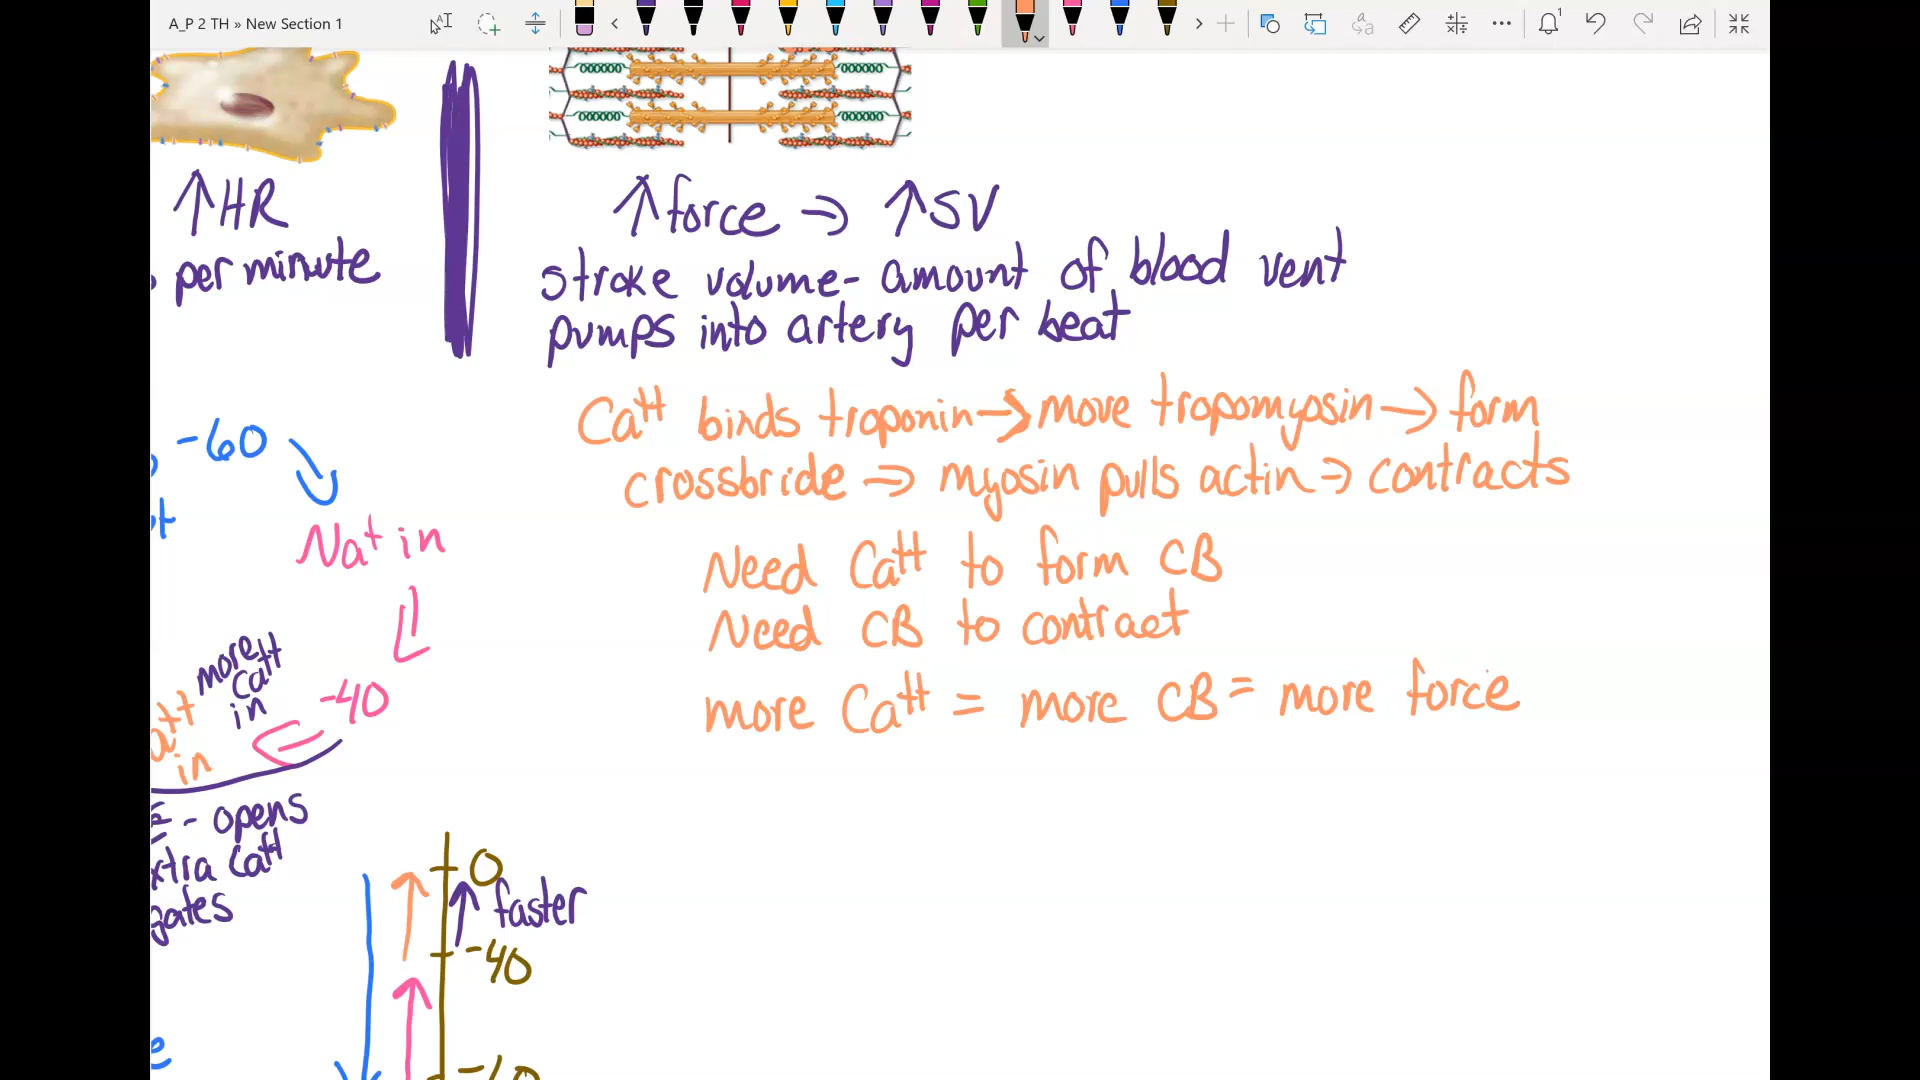 A_P 2 TH » New Section 1
↑HR
per minute
↑force → ↑SV
stroke volume- amount of blood vent
pumps into artery per beat
Ca⁺⁺ binds troponin → move tropomyosin → form
crossbride → myosin pulls actin → contracts
Need Ca⁺⁺ to form CB
Need CB to contract
more Ca⁺⁺ = more CB = more force
-60
Na⁺ in
-40
more
Ca⁺⁺
in
in
- opens
xtra Ca⁺⁺
gates
0
faster
-40